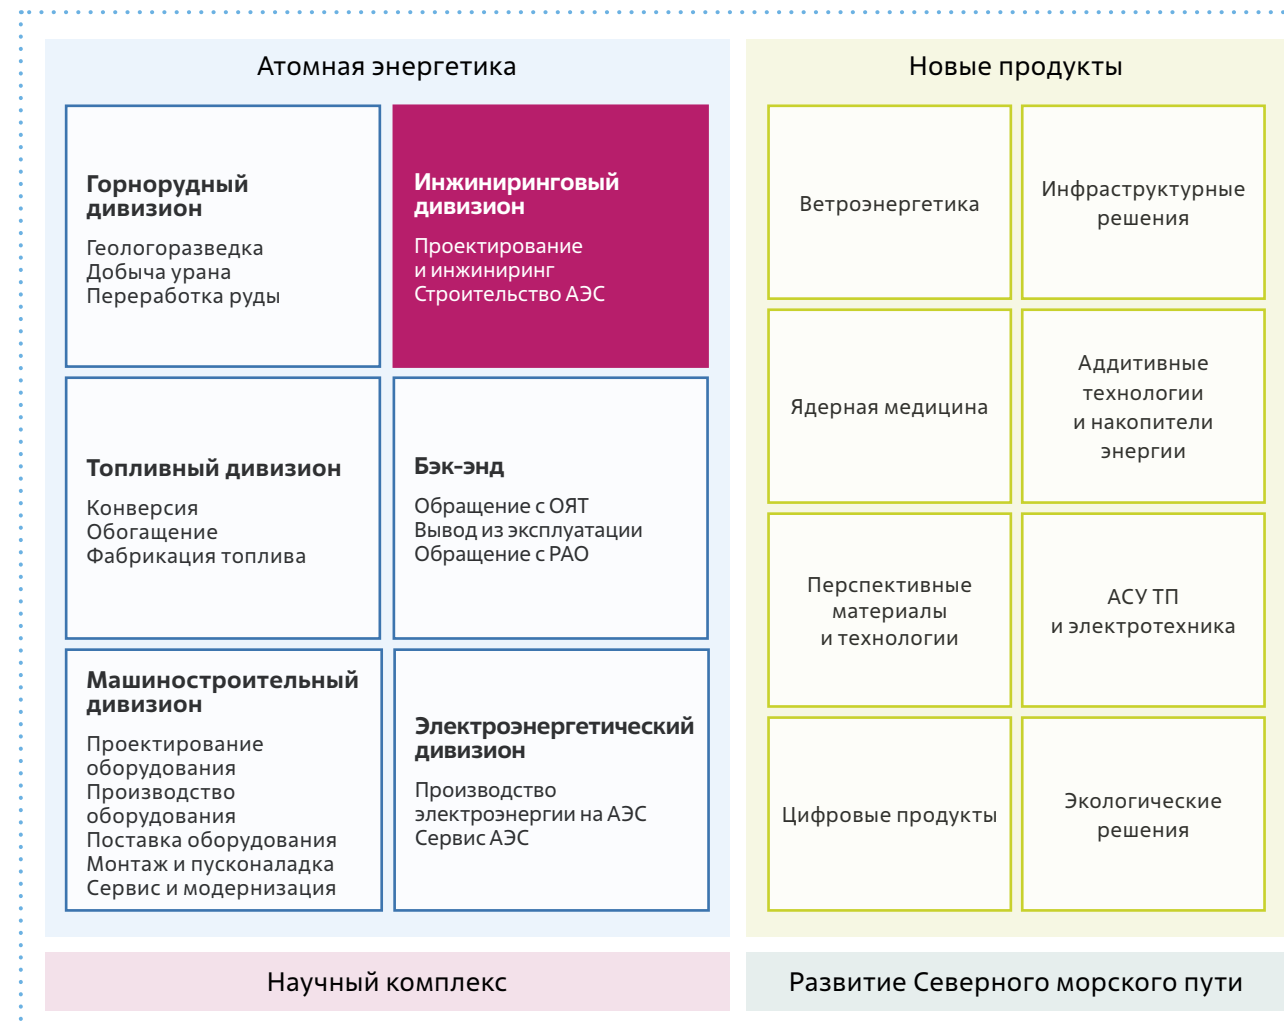 Атомная энергетика
Горнорудный
дивизион
Геологоразведка
Добыча урана
Переработка руды
Инжиниринговый
дивизион
Проектирование
и инжиниринг
Строительство АЭС
Топливный дивизион
Конверсия
Обогащение
Фабрикация топлива
Бэк-энд
Обращение с ОЯТ
Вывод из эксплуатации
Обращение с РАО
Машиностроительный
дивизион
Проектирование
оборудования
Производство
оборудования
Поставка оборудования
Монтаж и пусконаладка
Сервис и модернизация
Электроэнергетический
дивизион
Производство
электроэнергии на АЭС
Сервис АЭС
Новые продукты
Ветроэнергетика
Инфраструктурные
решения
Ядерная медицина
Аддитивные
технологии
и накопители
энергии
Перспективные
материалы
и технологии
АСУ ТП
и электротехника
Цифровые продукты
Экологические
решения
Научный комплекс
Развитие Северного морского пути